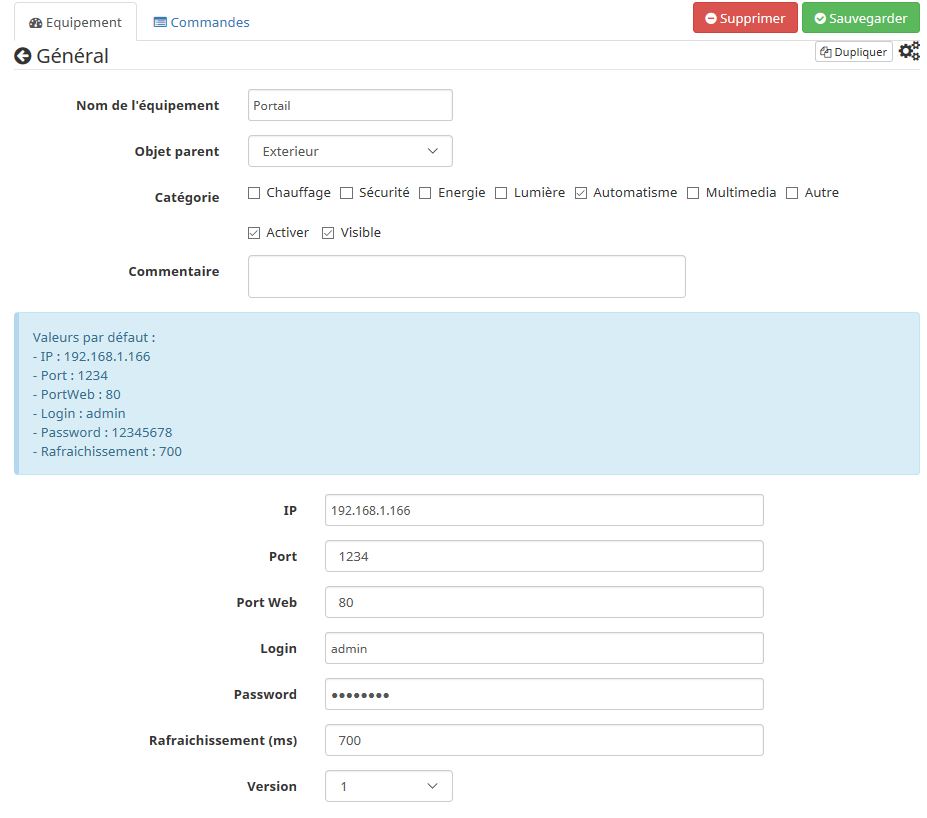 Equipement Commandes Supprimer Sauvegarder
Général Dupliquer
Nom de l'équipement Portail
Objet parent Exterieur
Catégorie Chauffage Sécurité Energie Lumière Automatisme Multimedia Autre
Activer Visible
Commentaire
Valeurs par défaut :
- IP : 192.168.1.166
- Port : 1234
- PortWeb : 80
- Login : admin
- Password : 12345678
- Rafraichissement : 700
IP 192.168.1.166
Port 1234
Port Web 80
Login admin
Password ••••••••
Rafraichissement (ms) 700
Version 1